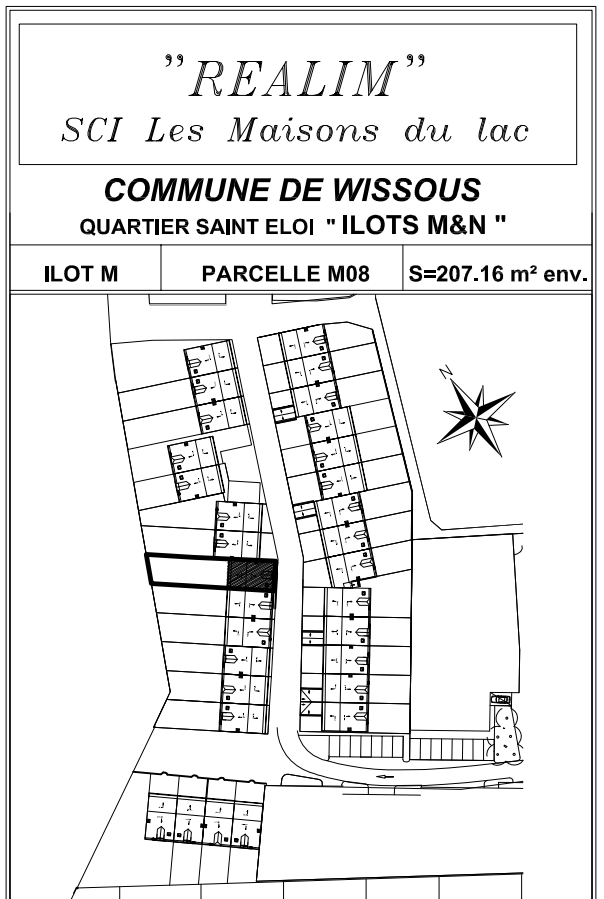 "REALIM"
SCI Les Maisons du lac
COMMUNE DE WISSOUS
QUARTIER SAINT ELOI " ILOTS M&N "
ILOT M PARCELLE M08 S=207.16 m² env.
N